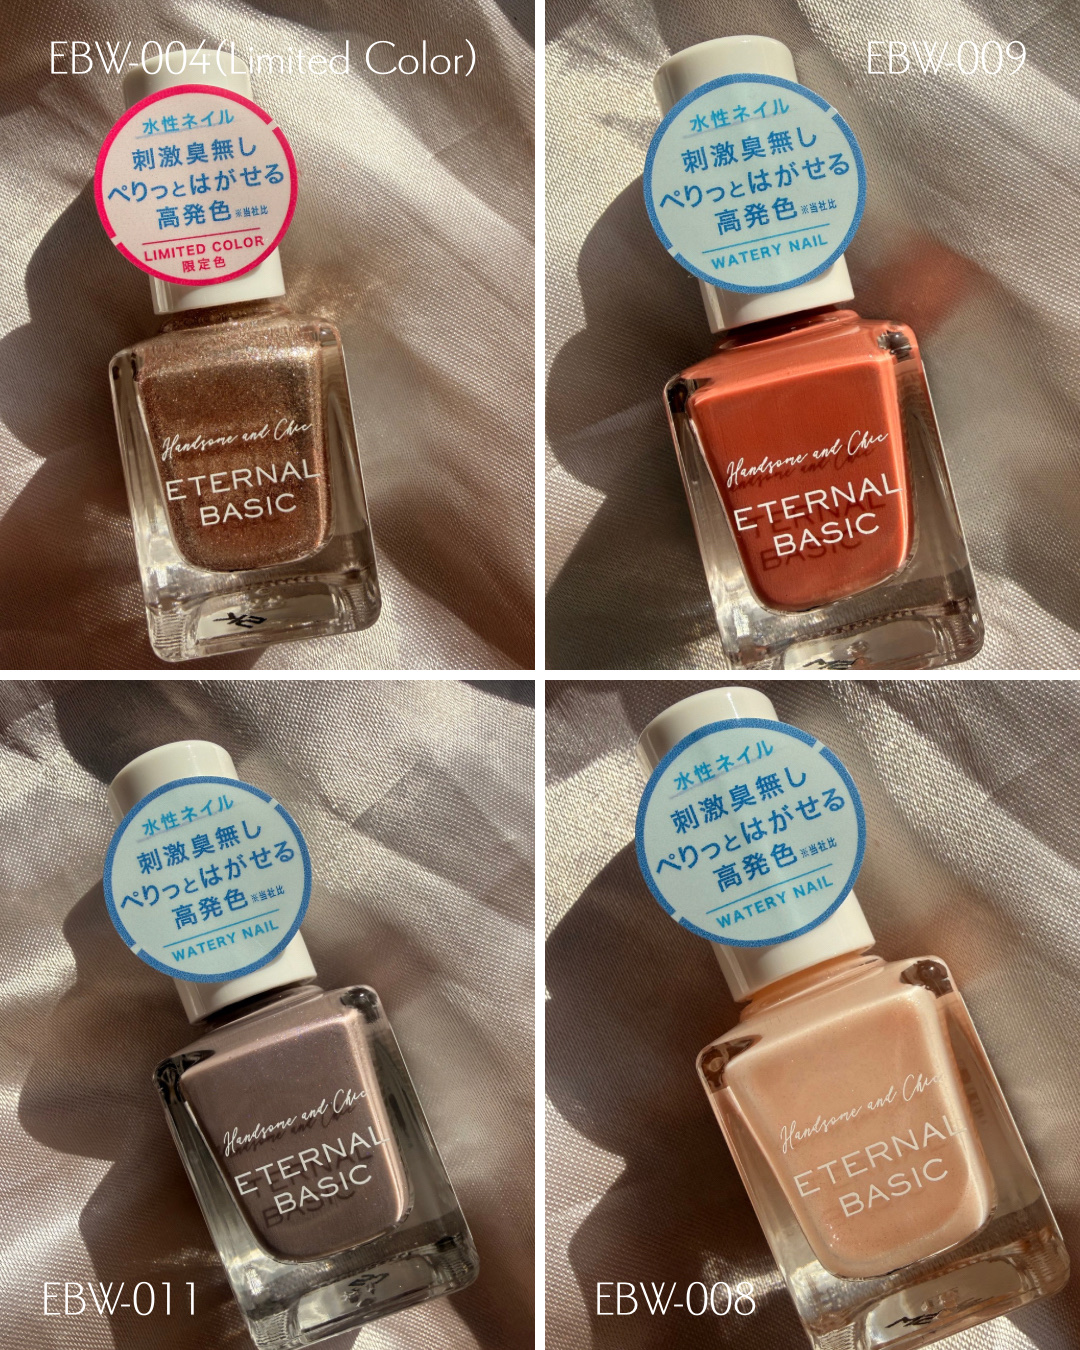 EBW-004(Limited Color)
水性ネイル
刺激臭無し
ぺりっとはがせる
高発色※当社比
LIMITED COLOR
限定色
Handsome and Chic
ETERNAL
BASIC
EBW-009
水性ネイル
刺激臭無し
ぺりっとはがせる
高発色※当社比
WATERY NAIL
Handsome and Chic
ETERNAL
BASIC
水性ネイル
刺激臭無し
ぺりっとはがせる
高発色※当社比
WATERY NAIL
Handsome and Chic
ETERNAL
BASIC
EBW-011
水性ネイル
刺激臭無し
ぺりっとはがせる
高発色※当社比
WATERY NAIL
Handsome and Chic
ETERNAL
BASIC
EBW-008